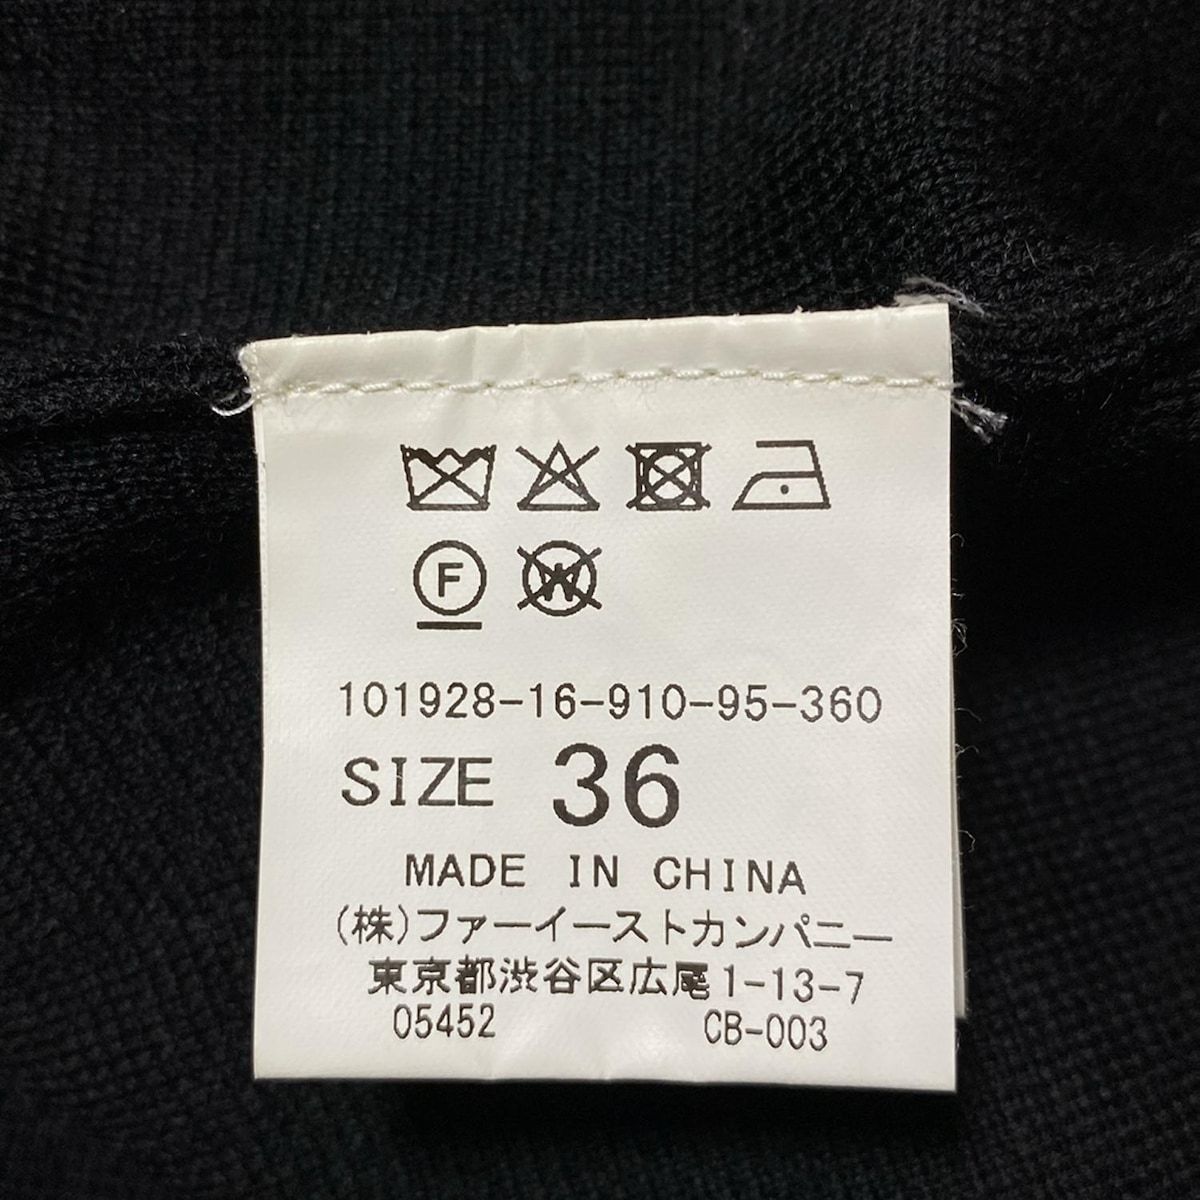 F W
101928-16-910-95-360
SIZE 36
MADE IN CHINA
(株)ファーイーストカンパニー
東京都渋谷区広尾1-13-7
05452 CB-003